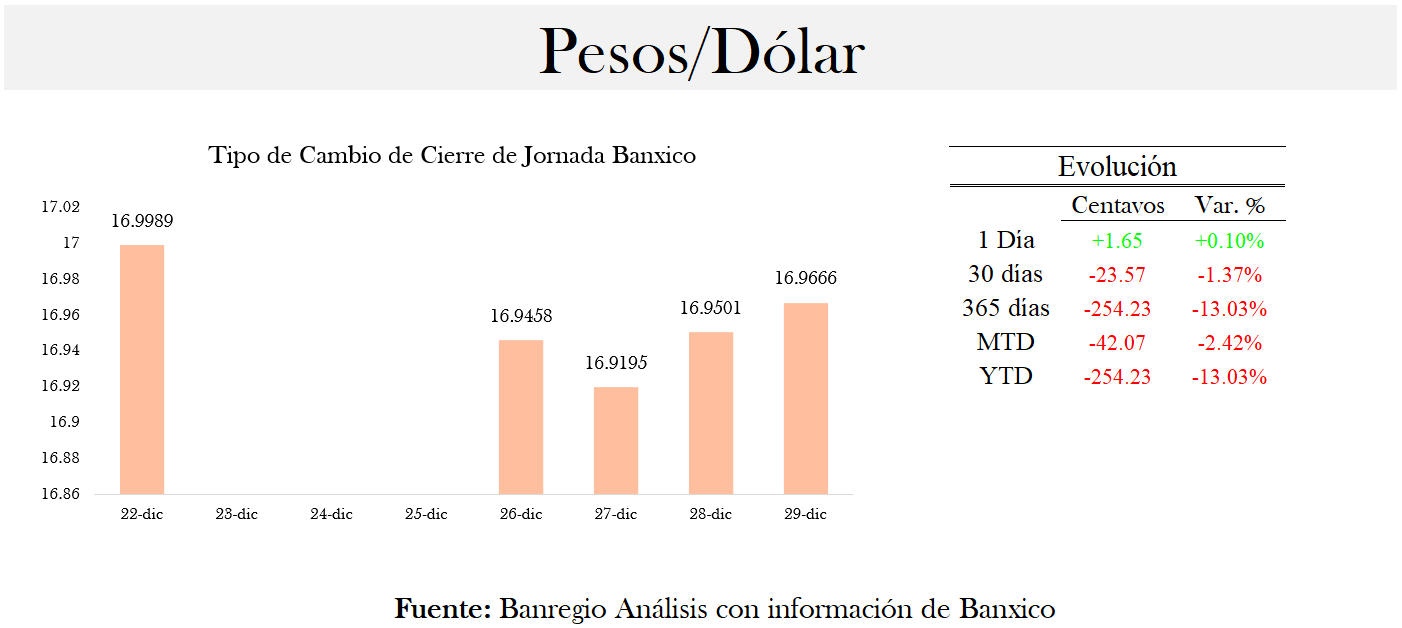 Pesos/Dólar
Tipo de Cambio de Cierre de Jornada Banxico
17.02
17
16.98
16.96
16.94
16.92
16.9
16.88
16.86
16.9989
16.9458
16.9195
16.9501
16.9666
22-dic 23-dic 24-dic 25-dic 26-dic 27-dic 28-dic 29-dic
Evolución
Centavos Var. %
1 Día +1.65 +0.10%
30 días -23.57 -1.37%
365 días -254.23 -13.03%
MTD -42.07 -2.42%
YTD -254.23 -13.03%
Fuente: Banregio Análisis con información de Banxico